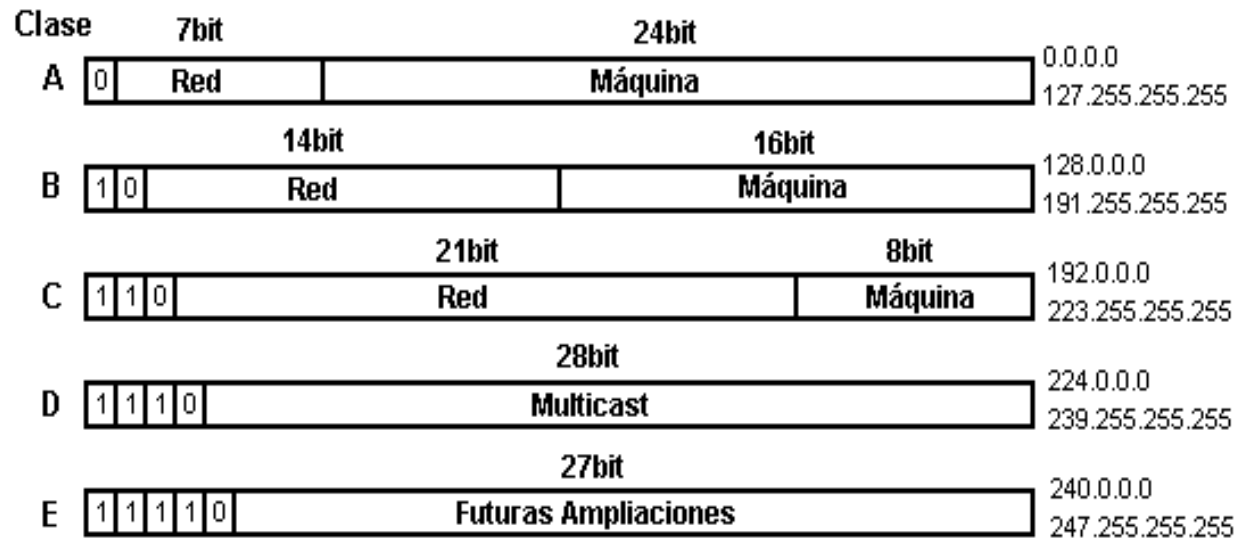 Clase 7bit 24bit
A 0 Red Máquina 0.0.0.0
127.255.255.255
14bit 16bit
B 1 0 Red Máquina 128.0.0.0
191.255.255.255
21bit 8bit
C 1 1 0 Red Máquina 192.0.0.0
223.255.255.255
28bit
D 1 1 1 0 Multicast 224.0.0.0
239.255.255.255
27bit
E 1 1 1 1 0 Futuras Ampliaciones 240.0.0.0
247.255.255.255